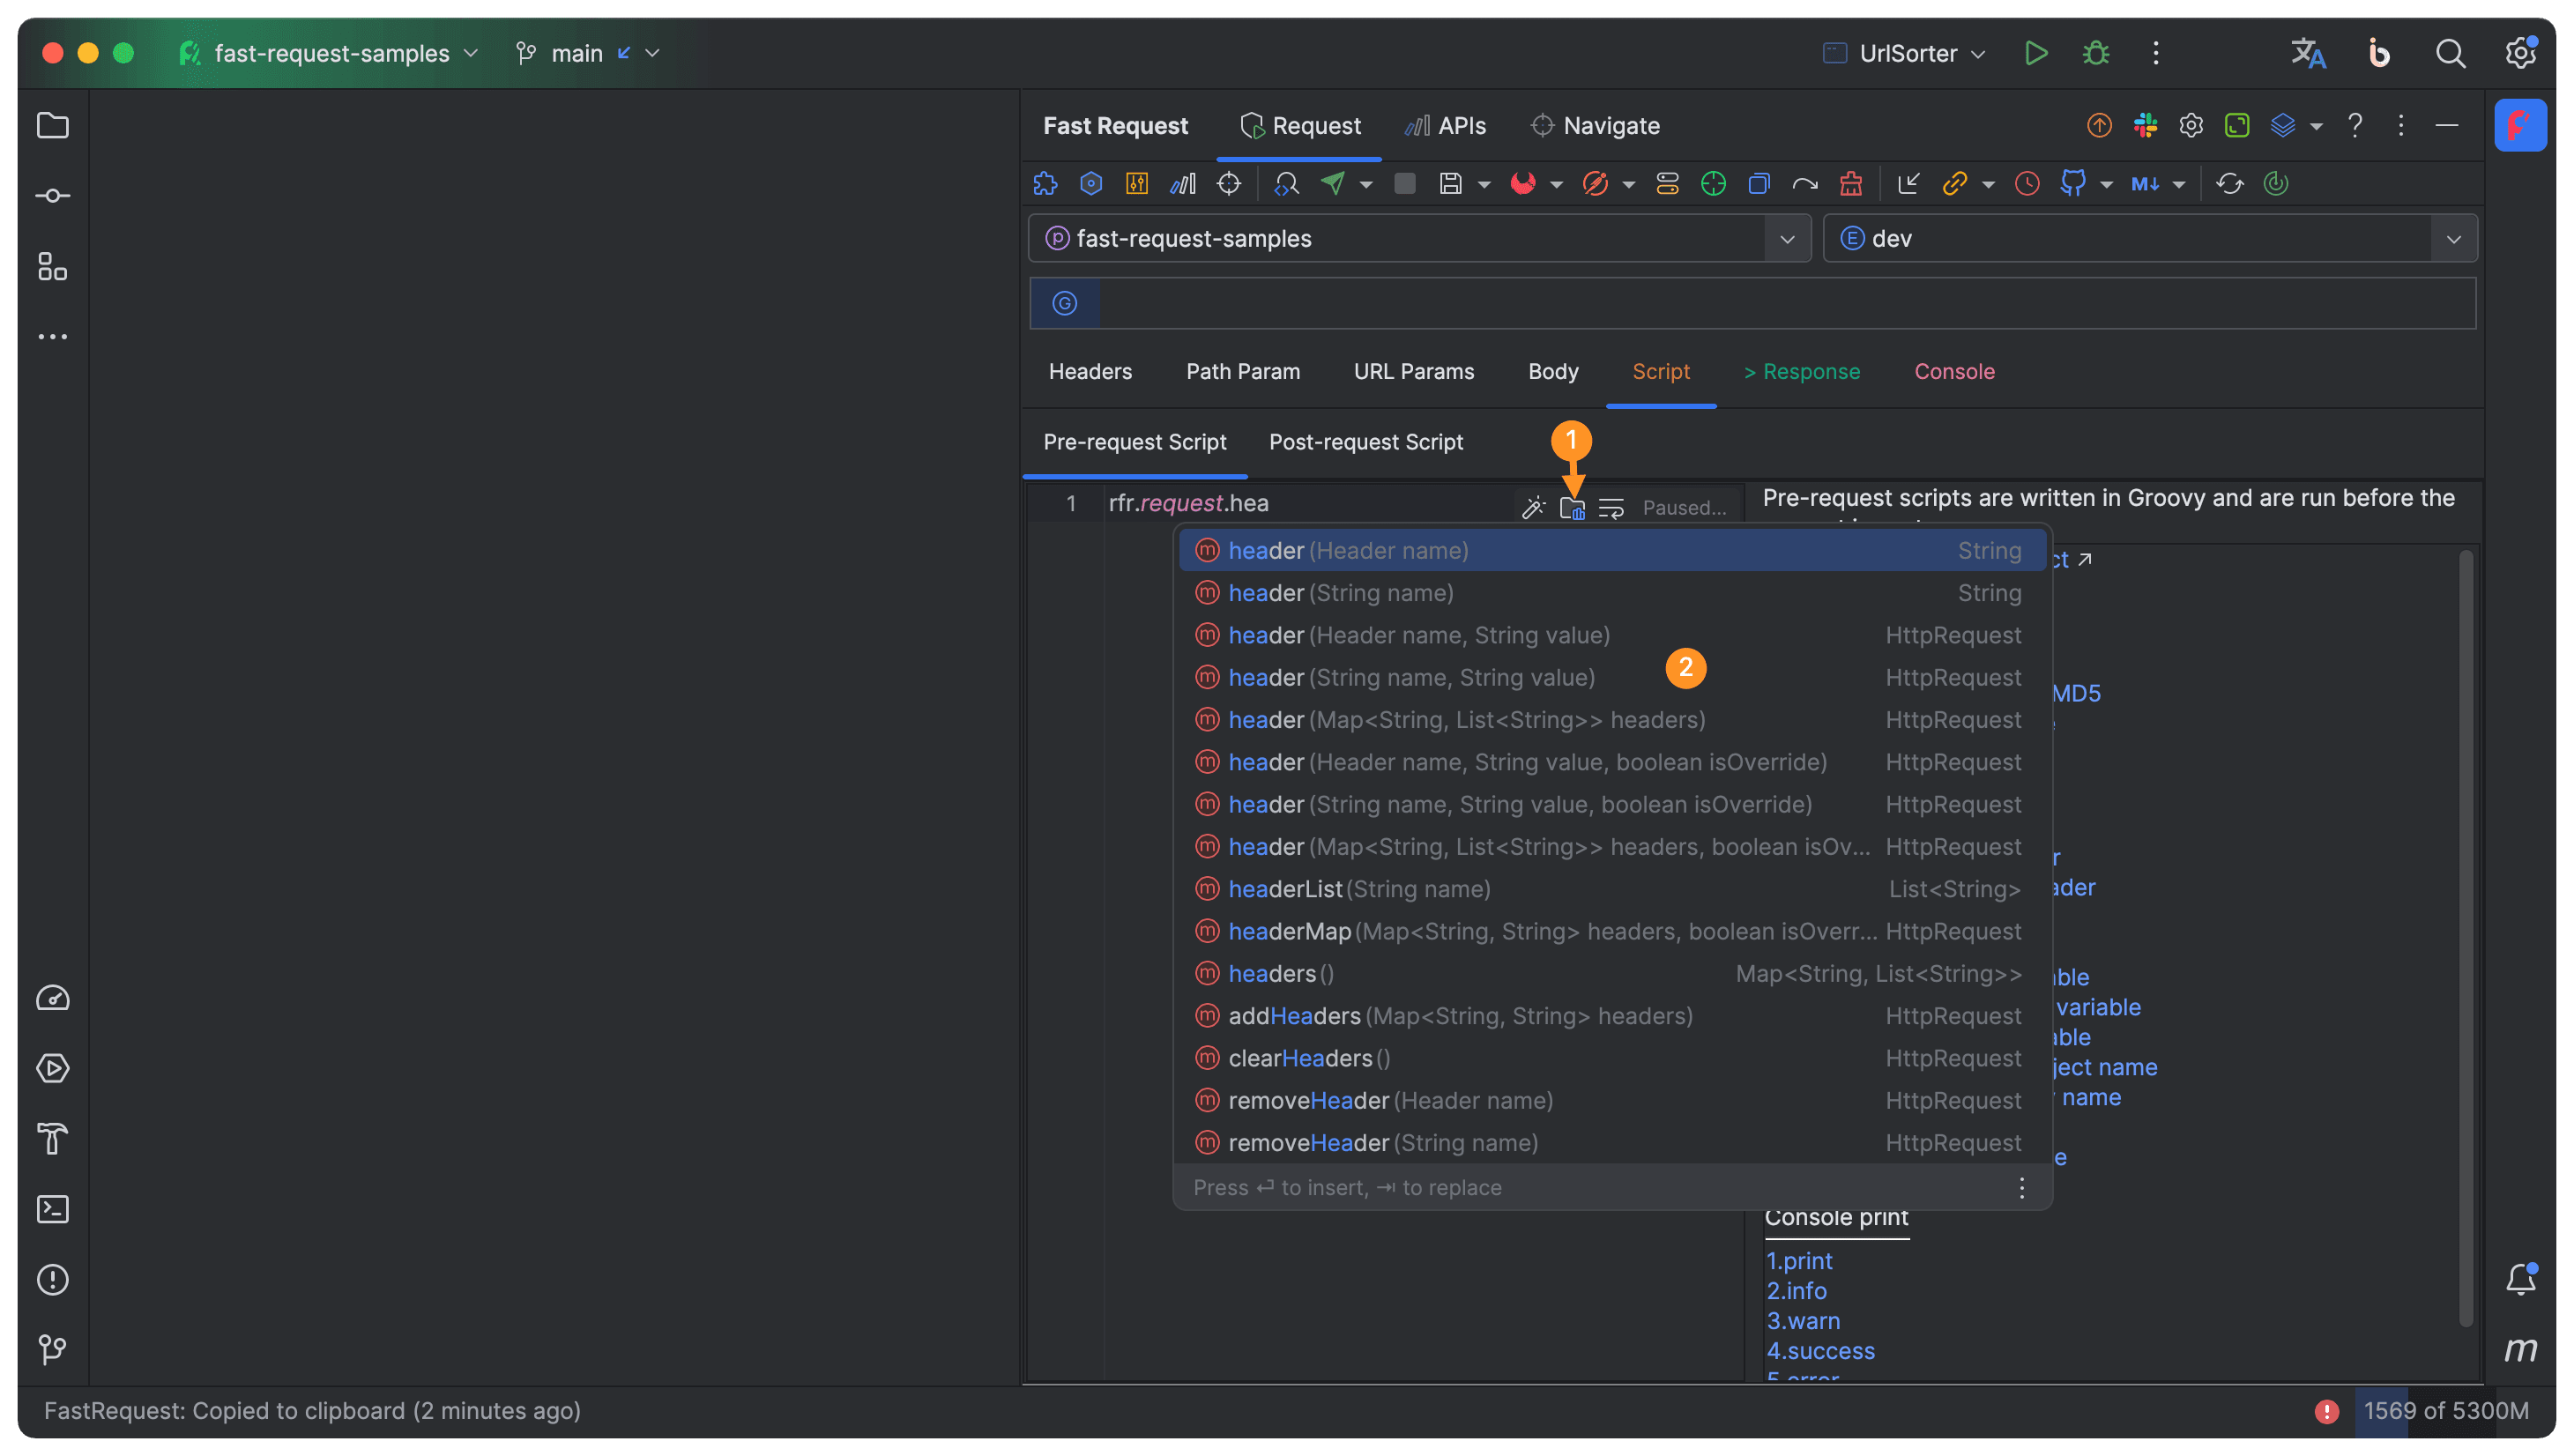 fast-request-samples
main
UrlSorter
Fast Request
Request
APIs
Navigate
M↓
fast-request-samples
dev
G
Headers
Path Param
URL Params
Body
Script
> Response
Console
1
Pre-request Script
Post-request Script
1 rfr.request.hea
Paused...
Pre-request scripts are written in Groovy and are run before the
header(Header name) String
header(String name) String
header(Header name, String value) HttpRequest
2
header(String name, String value) HttpRequest
header(Map<String, List<String>> headers) HttpRequest
header(Header name, String value, boolean isOverride) HttpRequest
header(String name, String value, boolean isOverride) HttpRequest
header(Map<String, List<String>> headers, boolean isOv... HttpRequest
headerList(String name) List<String>
headerMap(Map<String, String> headers, boolean isOverr... HttpRequest
headers() Map<String, List<String>>
addHeaders(Map<String, String> headers) HttpRequest
clearHeaders() HttpRequest
removeHeader(Header name) HttpRequest
removeHeader(String name) HttpRequest
Press ↵ to insert, ⇥ to replace
ct ↗
MD5
r
ader
ble
variable
able
ject name
name
e
Console print
1.print
2.info
3.warn
4.success
5.error
m
FastRequest: Copied to clipboard (2 minutes ago)
1569 of 5300M